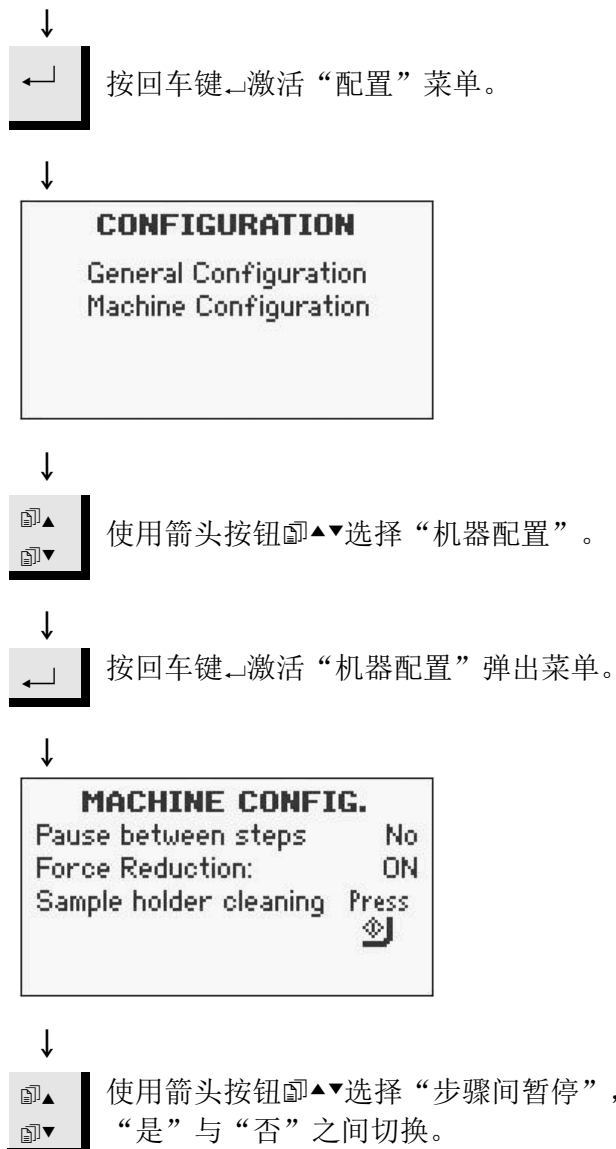 ↓
按回车键↵激活“配置”菜单。
↓
CONFIGURATION
General Configuration
Machine Configuration
↓
使用箭头按钮▲▼选择“机器配置”。
↓
按回车键↵激活“机器配置”弹出菜单。
↓
MACHINE CONFIG.
Pause between steps No
Force Reduction: ON
Sample holder cleaning Press
↓
使用箭头按钮▲▼选择“步骤间暂停”,
“是”与“否”之间切换。